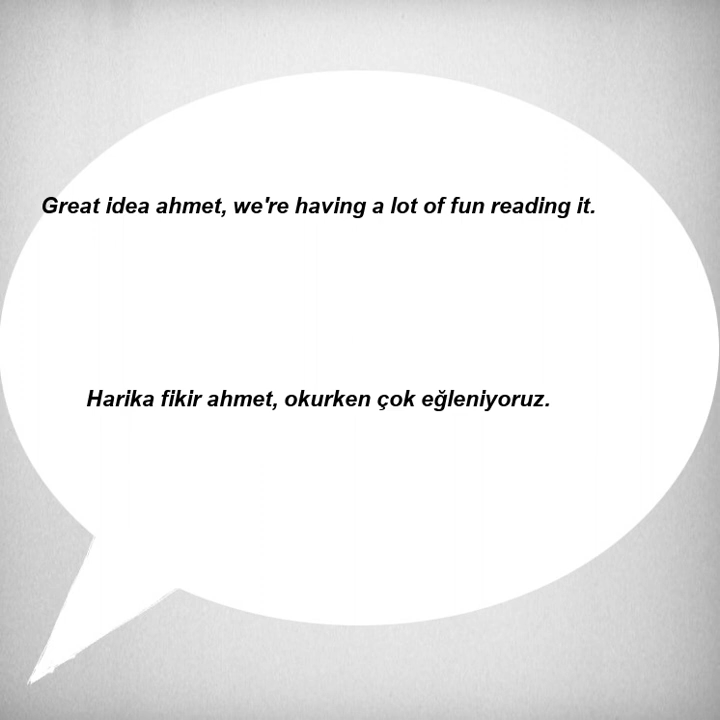 Great idea ahmet, we're having a lot of fun reading it.
Harika fikir ahmet, okurken çok eğleniyoruz.